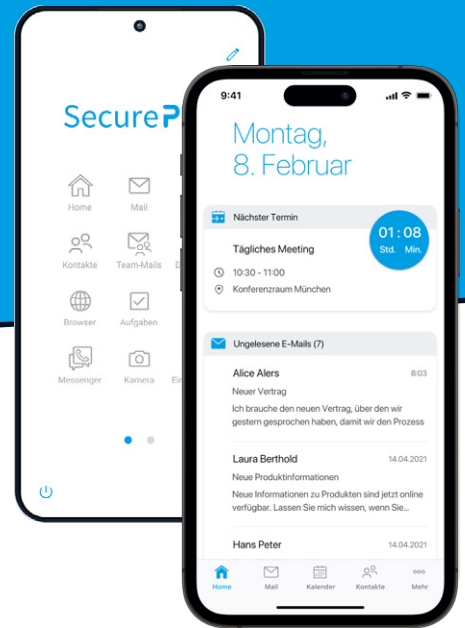 SecureP
Home Mail
Kontakte Team-Mails D
Browser Aufgaben
Messenger Kamera Ein
9:41
Montag,
8. Februar
Nächster Termin
01:08
Std. Min.
Tägliches Meeting
10:30 - 11:00
Konferenzraum München
Ungelesene E-Mails (7)
Alice Alers 8:03
Neuer Vertrag
Ich brauche den neuen Vertrag, über den wir
gestern gesprochen haben, damit wir den Prozess
Laura Berthold 14.04.2021
Neue Produktinformationen
Neue Informationen zu Produkten sind jetzt online
verfügbar. Lassen Sie mich wissen, wenn Sie...
Hans Peter 14.04.2021
Home Mail Kalender Kontakte Mehr